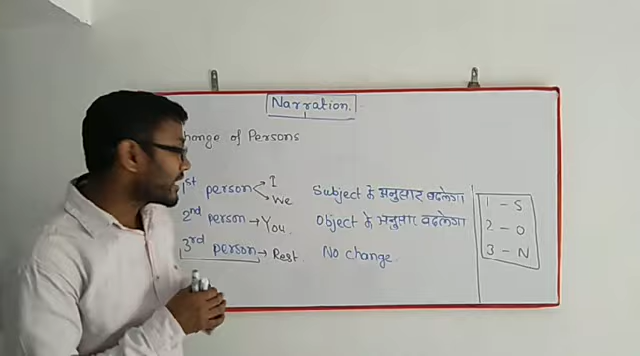 Narration.
Change of Persons
1st person I We Subject के अनुसार बदलेगा
2nd person → You. Object के अनुसार बदलेगा
3rd person → Rest No change.
1 - S
2 - O
3 - N